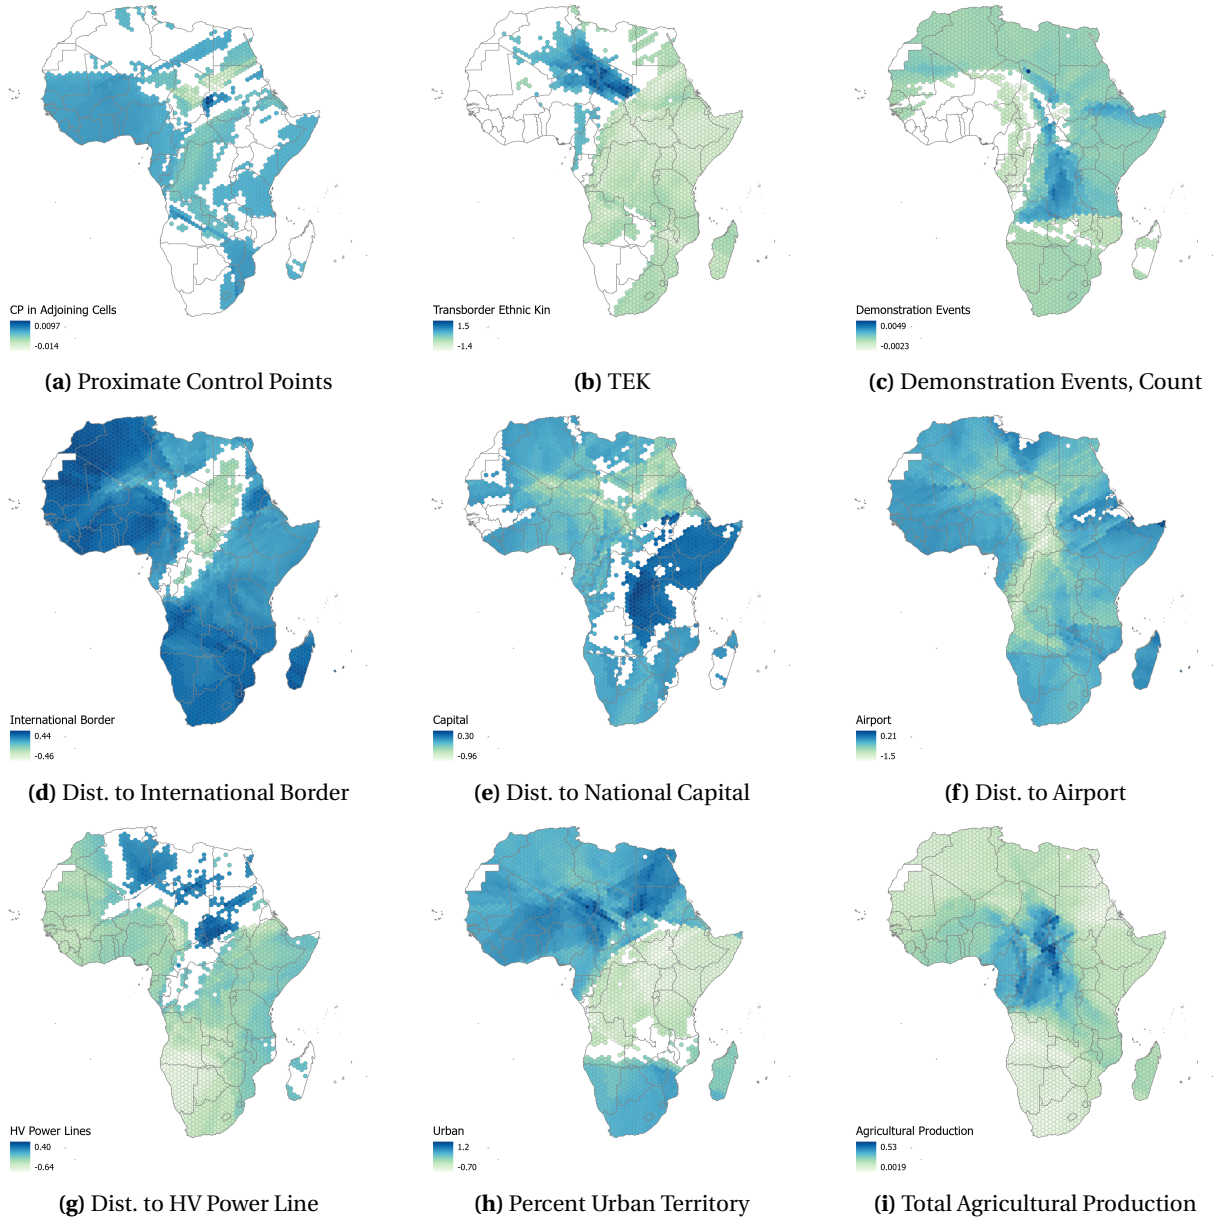 CP in Adjoining Cells
0.0097
-0.014
Transborder Ethnic Kin
1.5
-1.4
Demonstration Events
0.0049
-0.0023
(a) Proximate Control Points
(b) TEK
(c) Demonstration Events, Count
International Border
0.44
-0.46
Capital
0.30
-0.96
Airport
0.21
-1.5
(d) Dist. to International Border
(e) Dist. to National Capital
(f) Dist. to Airport
HV Power Lines
0.40
-0.64
Urban
1.2
-0.70
Agricultural Production
0.53
0.0019
(g) Dist. to HV Power Line
(h) Percent Urban Territory
(i) Total Agricultural Production